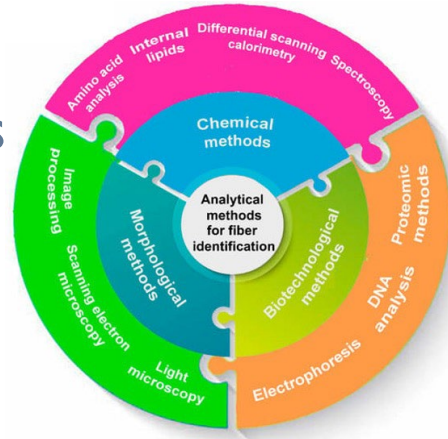 S
Amino acid
analysis
Internal
lipids
Differential scanning
calorimetry
Spectroscopy
Chemical
methods
Analytical
methods
for fiber
identification
Morphological
methods
Biotechnological
methods
Image
processing
Scanning electron
microscopy
Light
microscopy
Proteomic
methods
DNA
analysis
Electrophoresis